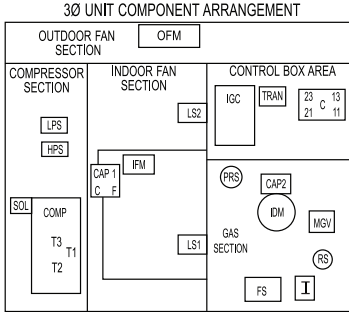 3Ø UNIT COMPONENT ARRANGEMENT
OUTDOOR FAN
SECTION
OFM
COMPRESSOR
SECTION
LPS
HPS
SOL
COMP
T3
T1
T2
INDOOR FAN
SECTION
LS2
IFM
CAP 1
C F
LS1
CONTROL BOX AREA
IGC
TRAN
23 13
C
21 11
PRS
CAP2
IDM
MGV
GAS
SECTION
RS
FS
I